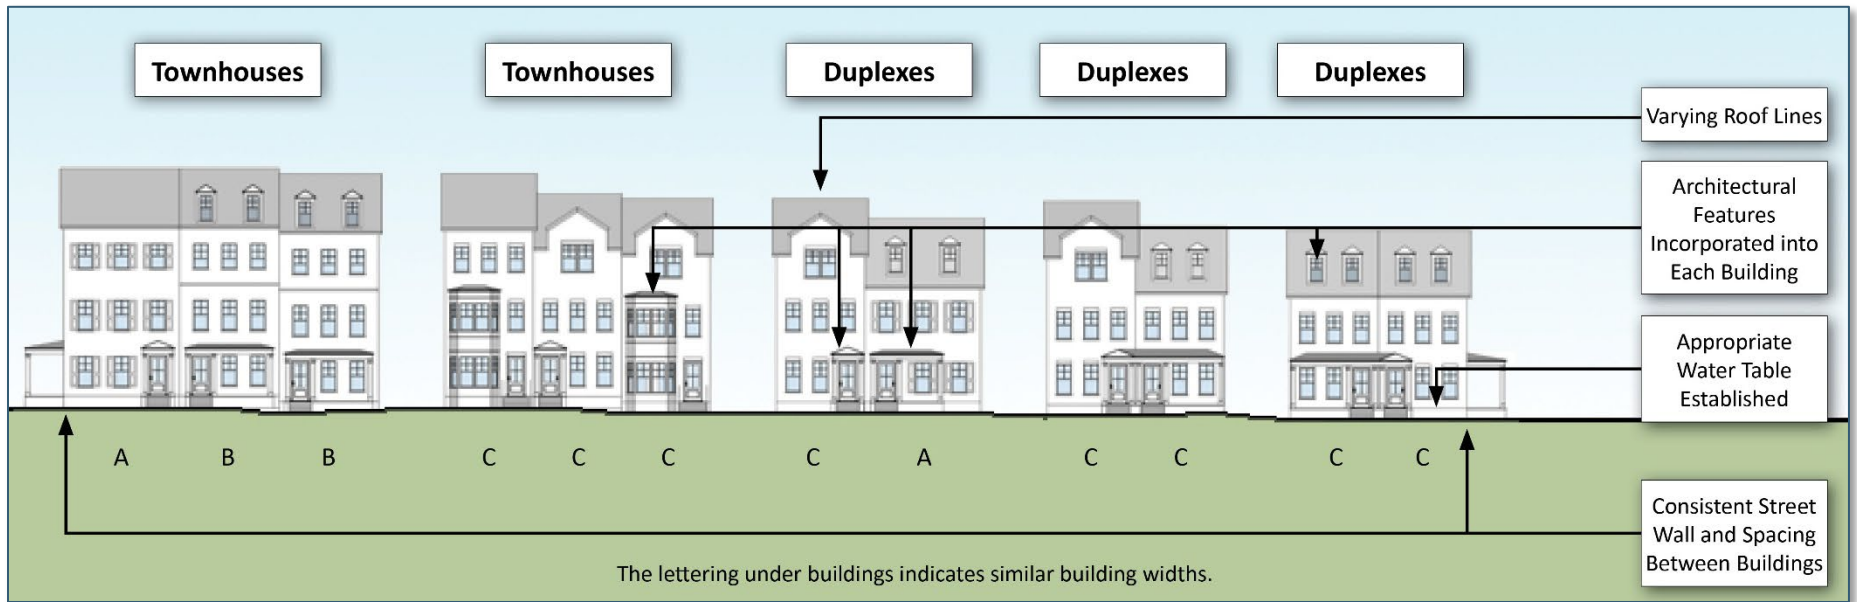 Townhouses
Townhouses
Duplexes
Duplexes
Duplexes
Varying Roof Lines
Architectural
Features
Incorporated into
Each Building
Appropriate
Water Table
Established
A B B C C C C A C C C C
Consistent Street
Wall and Spacing
Between Buildings
The lettering under buildings indicates similar building widths.